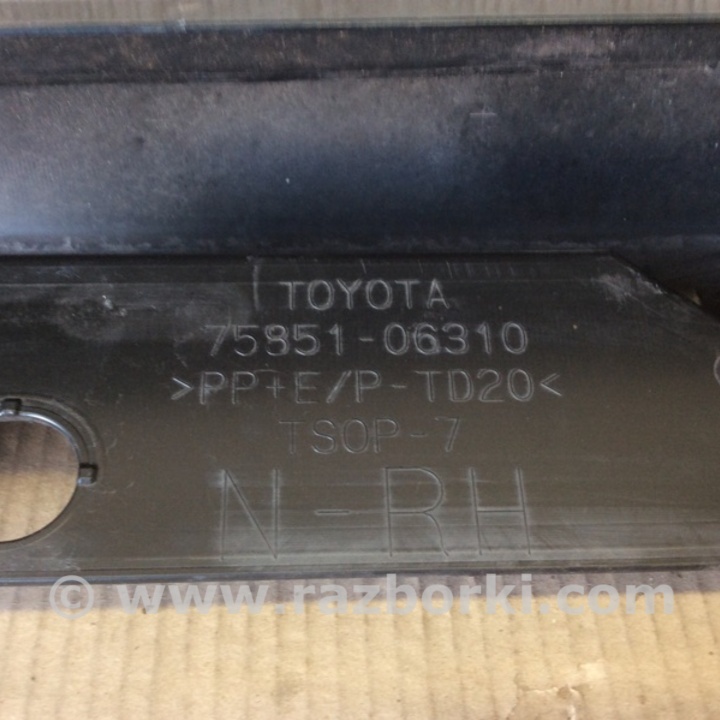 TOYOTA
75851-06310
>PP+E/P-TD20<
TSOP-7
N-RH
© www.razborki.com